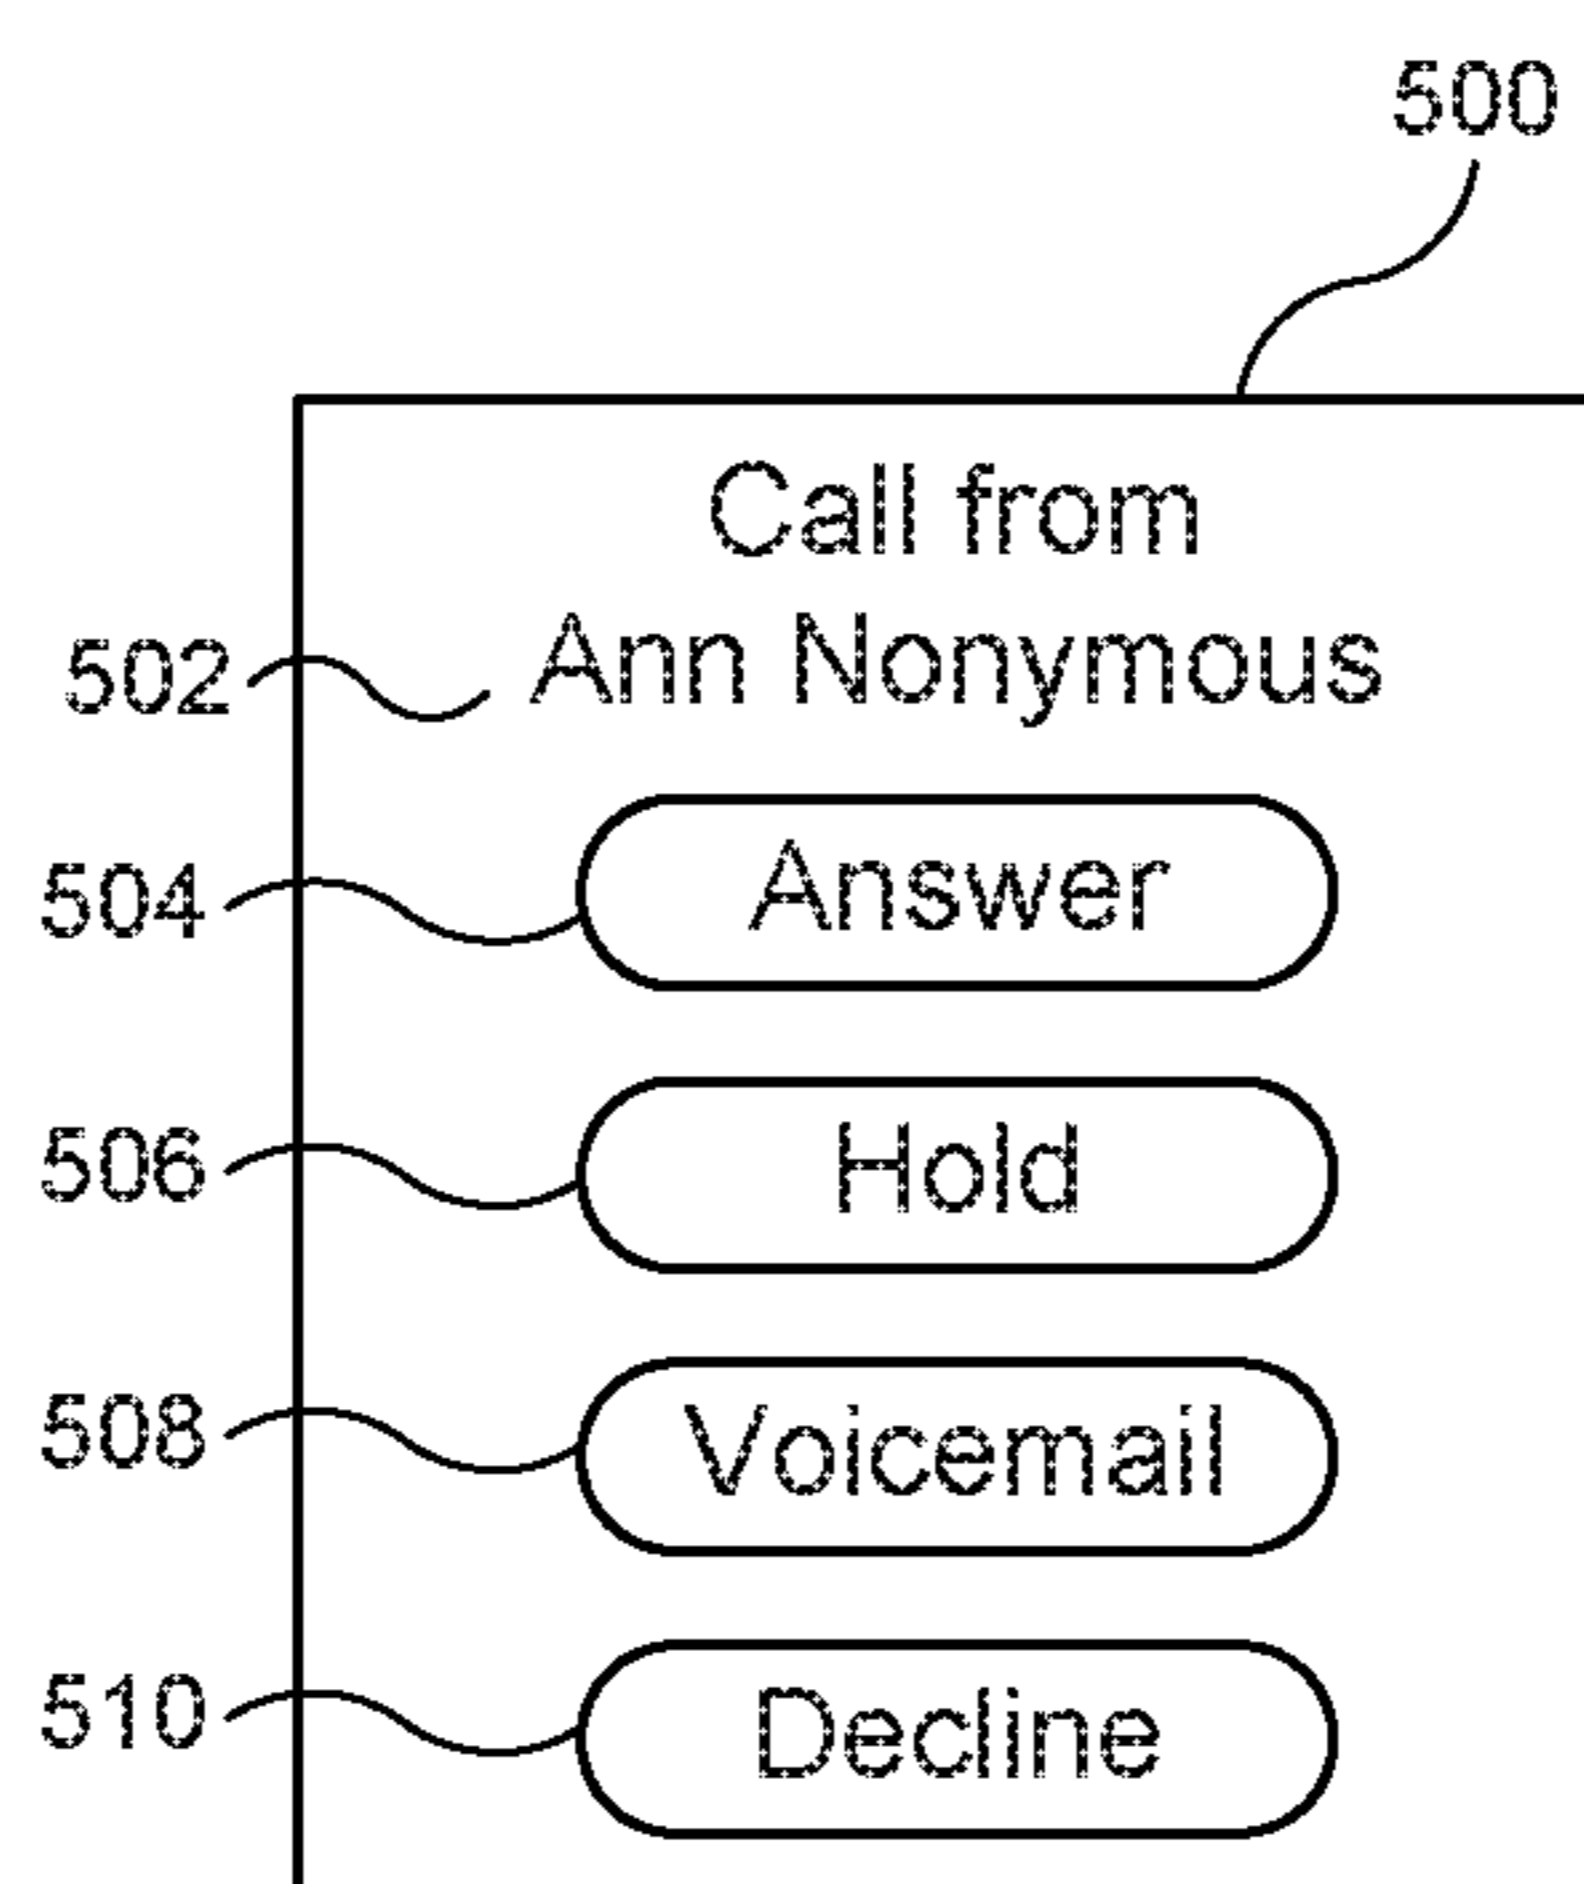 500
Call from
502 Ann Nonymous
504 Answer
506 Hold
508 Voicemail
510 Decline